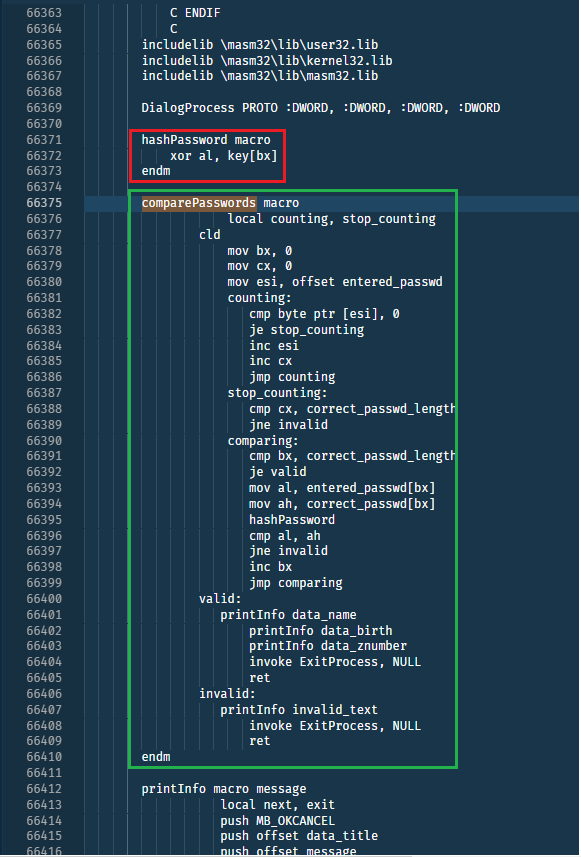 66363 C ENDIF
66364 C
66365 includelib \masm32\lib\user32.lib
66366 includelib \masm32\lib\kernel32.lib
66367 includelib \masm32\lib\masm32.lib
66368
66369 DialogProcess PROTO :DWORD, :DWORD, :DWORD, :DWORD
66370
66371 hashPassword macro
66372 xor al, key[bx]
66373 endm
66374
66375 comparePasswords macro
66376 local counting, stop_counting
66377 cld
66378 mov bx, 0
66379 mov cx, 0
66380 mov esi, offset entered_passwd
66381 counting:
66382 cmp byte ptr [esi], 0
66383 je stop_counting
66384 inc esi
66385 inc cx
66386 jmp counting
66387 stop_counting:
66388 cmp cx, correct_passwd_length
66389 jne invalid
66390 comparing:
66391 cmp bx, correct_passwd_length
66392 je valid
66393 mov al, entered_passwd[bx]
66394 mov ah, correct_passwd[bx]
66395 hashPassword
66396 cmp al, ah
66397 jne invalid
66398 inc bx
66399 jmp comparing
66400 valid:
66401 printInfo data_name
66402 printInfo data_birth
66403 printInfo data_znumber
66404 invoke ExitProcess, NULL
66405 ret
66406 invalid:
66407 printInfo invalid_text
66408 invoke ExitProcess, NULL
66409 ret
66410 endm
66411
66412 printInfo macro message
66413 local next, exit
66414 push MB_OKCANCEL
66415 push offset data_title
66416 push offset message